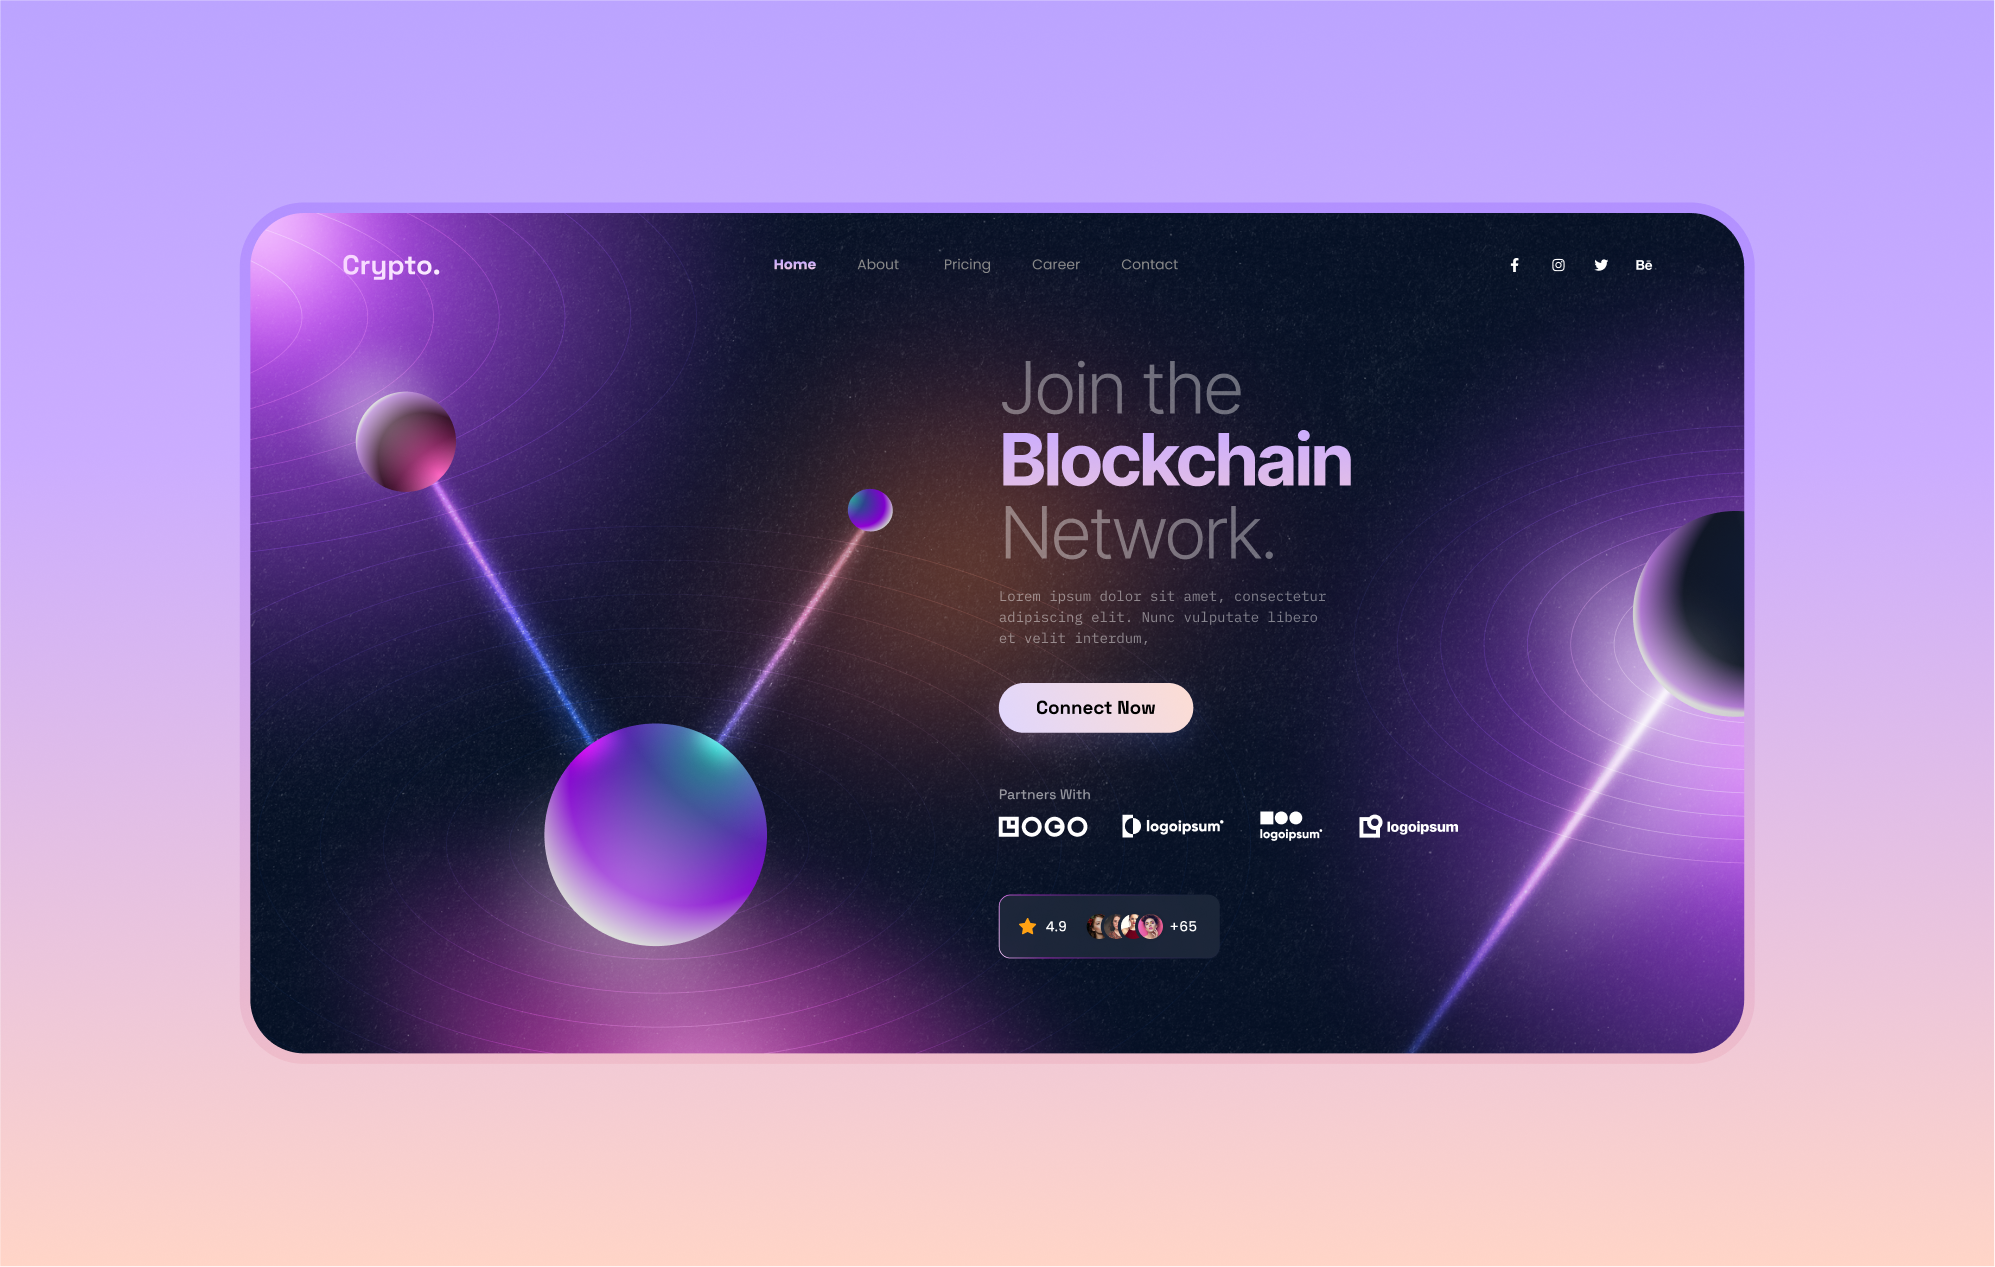 Crypto.
Home About Pricing Career Contact
Bē
Join the
Blockchain
Network.
Lorem ipsum dolor sit amet, consectetur
adipiscing elit. Nunc vulputate libero
et velit interdum,
Connect Now
Partners With
LOGO logoipsum logoipsum logoipsum
4.9 +65